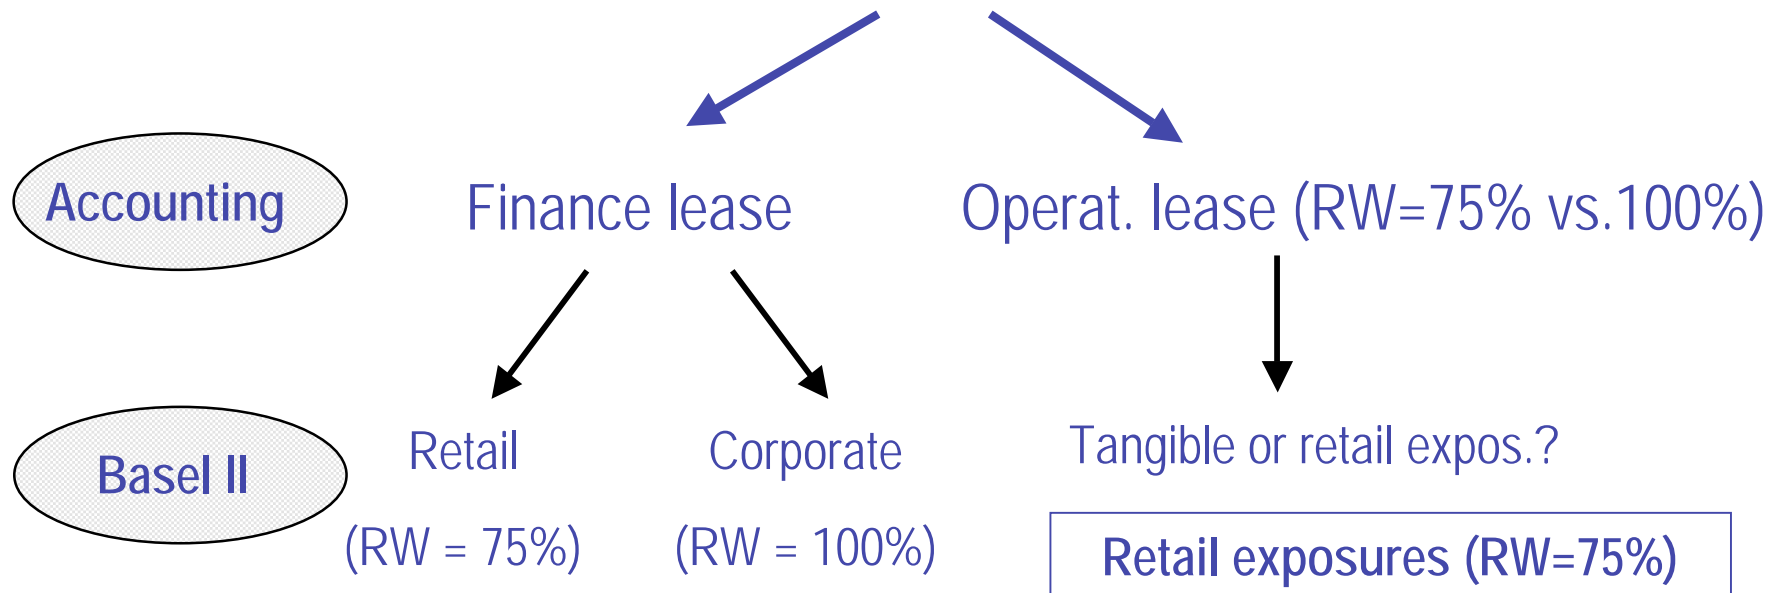 Accounting
Finance lease
Operat. lease (RW=75% vs.100%)
Basel II
Retail
(RW = 75%)
Corporate
(RW = 100%)
Tangible or retail expos.?
Retail exposures (RW=75%)